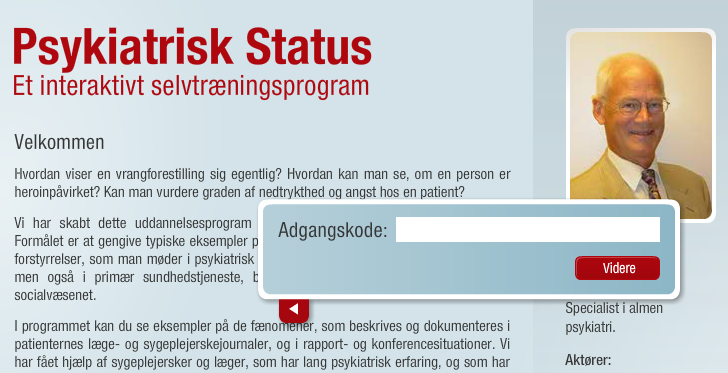 Psykiatrisk Status
Et interaktivt selvtræningsprogram
Velkommen
Hvordan viser en vrangforestilling sig egentlig? Hvordan kan man se, om en person er
heroinpåvirket? Kan man vurdere graden af nedtrykthed og angst hos en patient?
Vi har skabt dette uddannelsesprogram
Formålet er at gengive typiske eksempler
forstyrrelser, som man møder i psykiatrisk
men også i primær sundhedstjeneste,
socialvæsenet.
I programmet kan du se eksempler på de fænomener, som beskrives og dokumenteres i
patienternes læge- og sygeplejerskejournaler, og i rapport- og konferencesituationer. Vi
har fået hjælp af sygeplejersker og læger, som har lang psykiatrisk erfaring, og som har
Adgangskode:
Videre
Specialist i almen
psykiatri.
Aktører: